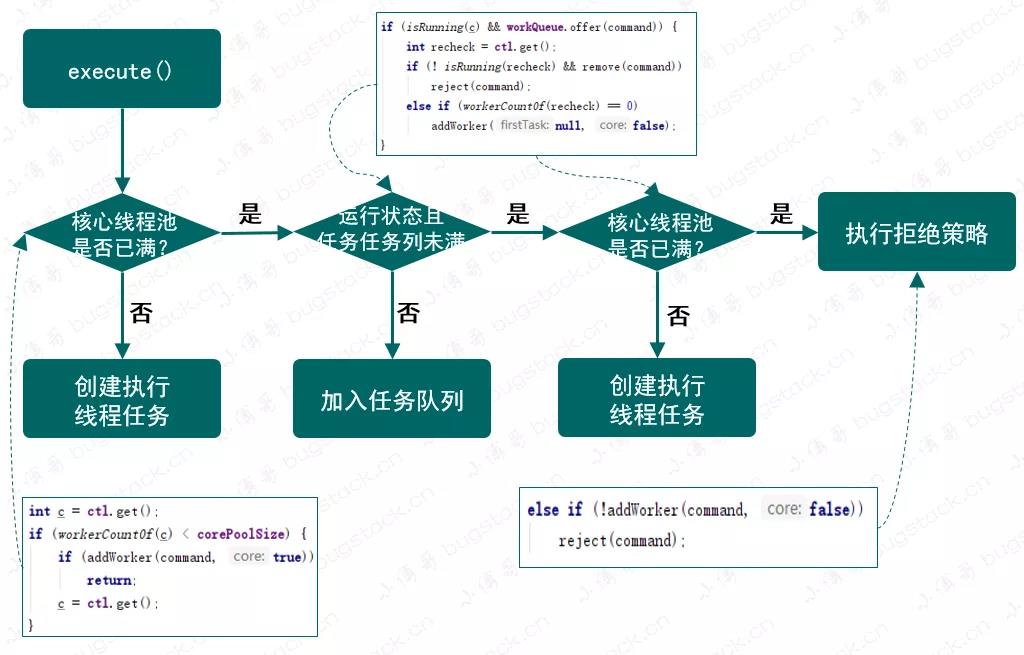 execute()
if (isRunning(c) && workQueue.offer(command)) {
int recheck = ctl.get();
if (! isRunning(recheck) && remove(command))
reject(command);
else if (workerCountOf(recheck) == 0)
addWorker( firstTask: null, core: false);
}
核心线程池
是否已满?
是
运行状态且
任务任务列未满
是
核心线程池
是否已满?
是
执行拒绝策略
否
否
否
创建执行
线程任务
加入任务队列
创建执行
线程任务
int c = ctl.get();
if (workerCountOf(c) < corePoolSize) {
if (addWorker(command, core: true))
return;
c = ctl.get();
}
else if (!addWorker(command, core: false))
reject(command);
小傅哥 bugstack.cn